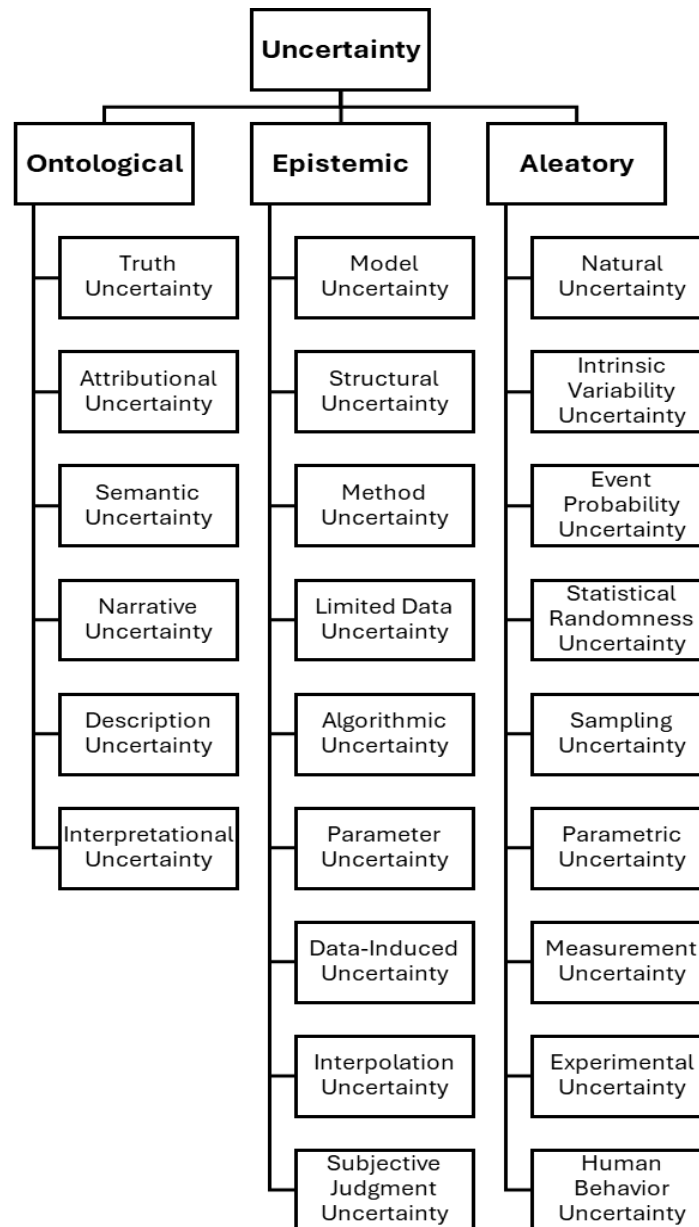 Uncertainty
Ontological
Epistemic
Aleatory
Truth
Uncertainty
Attributional
Uncertainty
Semantic
Uncertainty
Narrative
Uncertainty
Description
Uncertainty
Interpretational
Uncertainty
Model
Uncertainty
Structural
Uncertainty
Method
Uncertainty
Limited Data
Uncertainty
Algorithmic
Uncertainty
Parameter
Uncertainty
Data-Induced
Uncertainty
Interpolation
Uncertainty
Subjective
Judgment
Uncertainty
Natural
Uncertainty
Intrinsic
Variability
Uncertainty
Event
Probability
Uncertainty
Statistical
Randomness
Uncertainty
Sampling
Uncertainty
Parametric
Uncertainty
Measurement
Uncertainty
Experimental
Uncertainty
Human
Behavior
Uncertainty